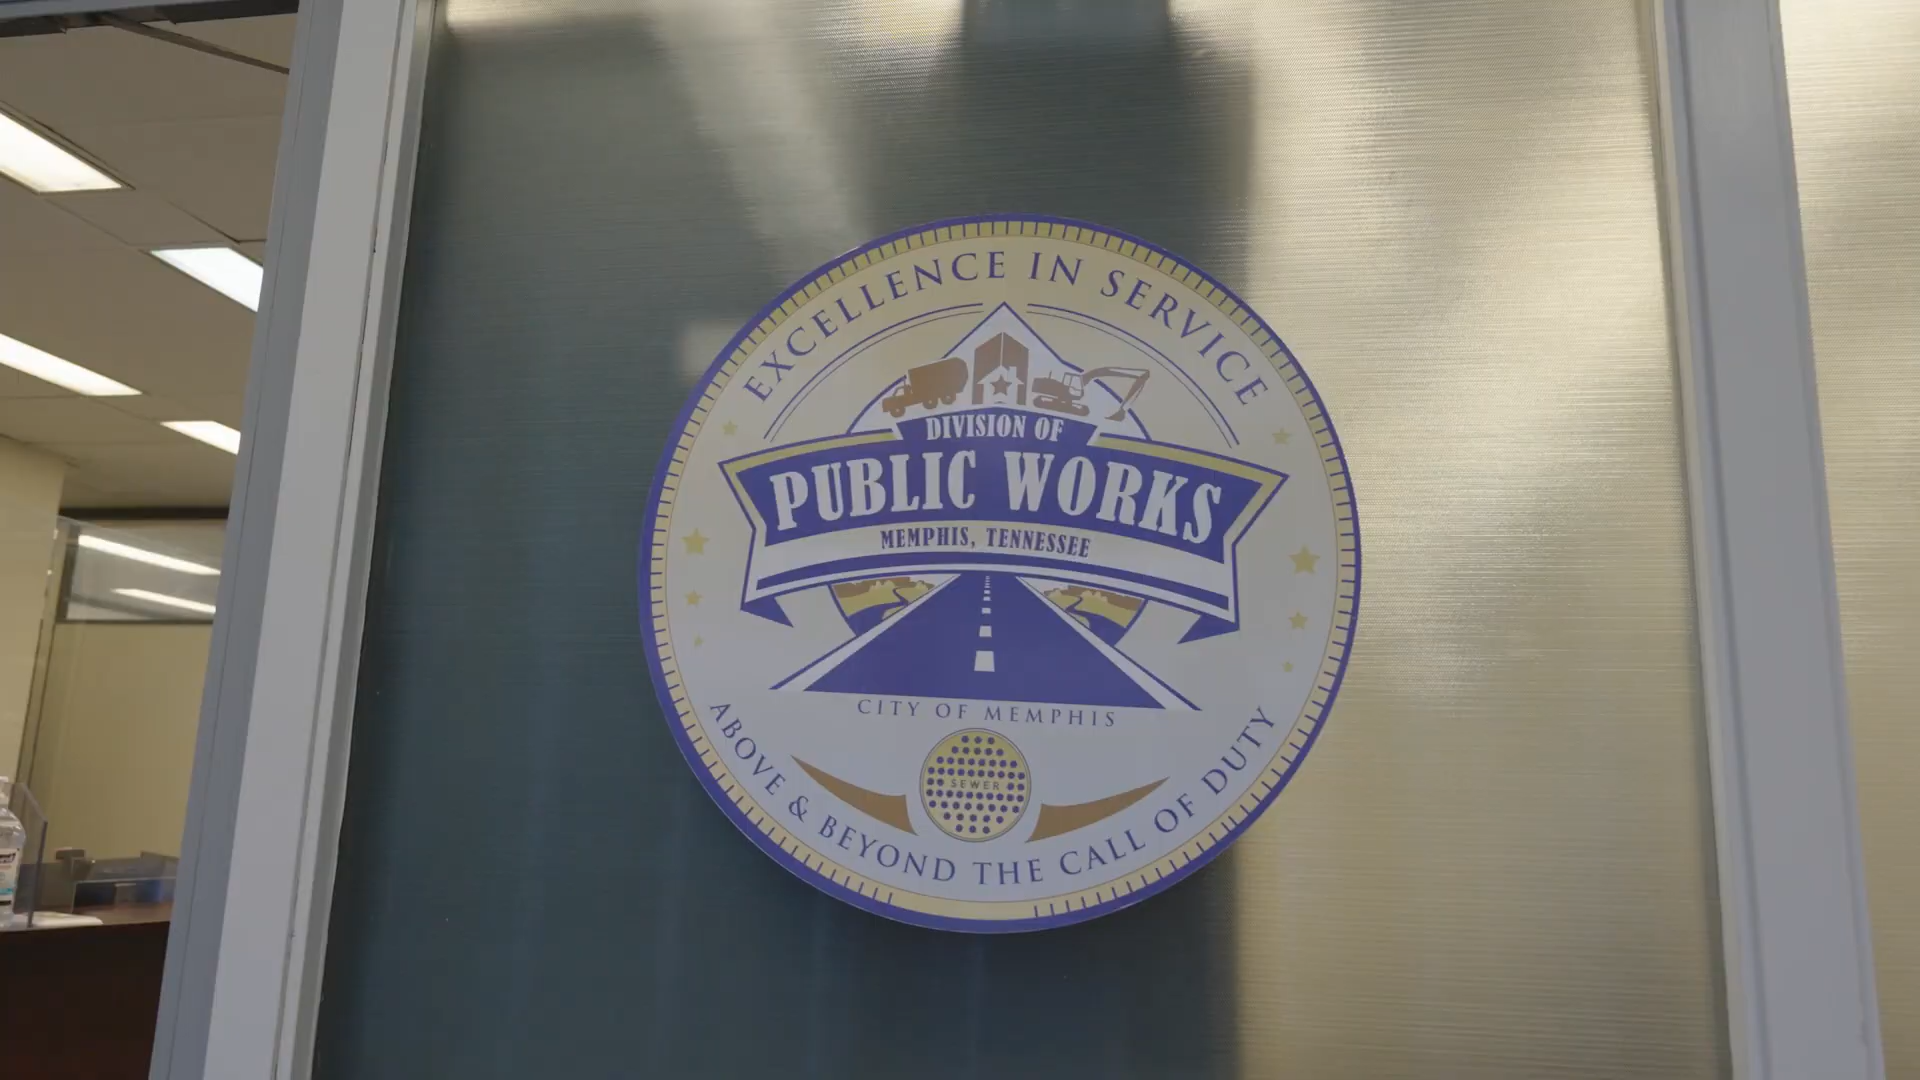 EXCELLENCE IN SERVICE
DIVISION OF
PUBLIC WORKS
MEMPHIS, TENNESSEE
CITY OF MEMPHIS
SEWER
ABOVE & BEYOND THE CALL OF DUTY